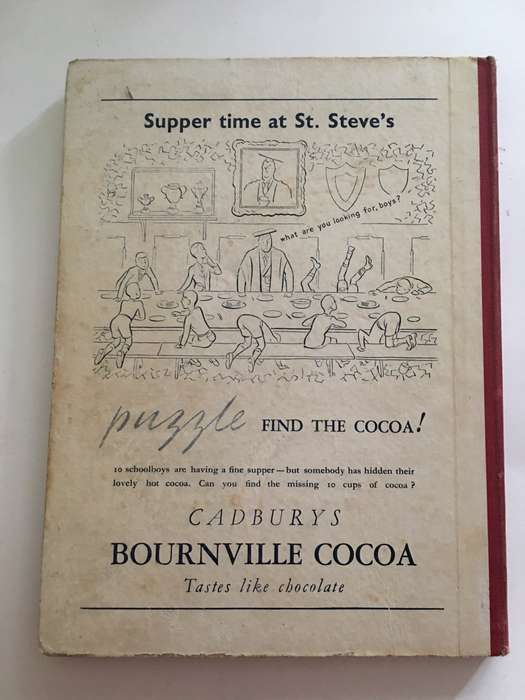 Supper time at St. Steve's
what are you looking for, boys?
puzzle FIND THE COCOA!
10 schoolboys are having a fine supper — but somebody has hidden their
lovely hot cocoa. Can you find the missing 10 cups of cocoa?
CADBURYS
BOURNVILLE COCOA
Tastes like chocolate